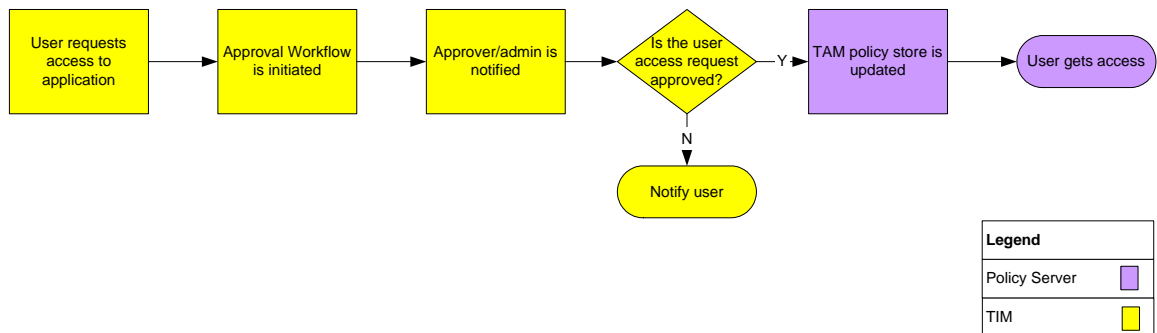 User requests
access to
application
Approval Workflow
is initiated
Approver/admin is
notified
Is the user
access request
approved?
Y
TAM policy store is
updated
User gets access
N
Notify user
Legend
Policy Server
TIM